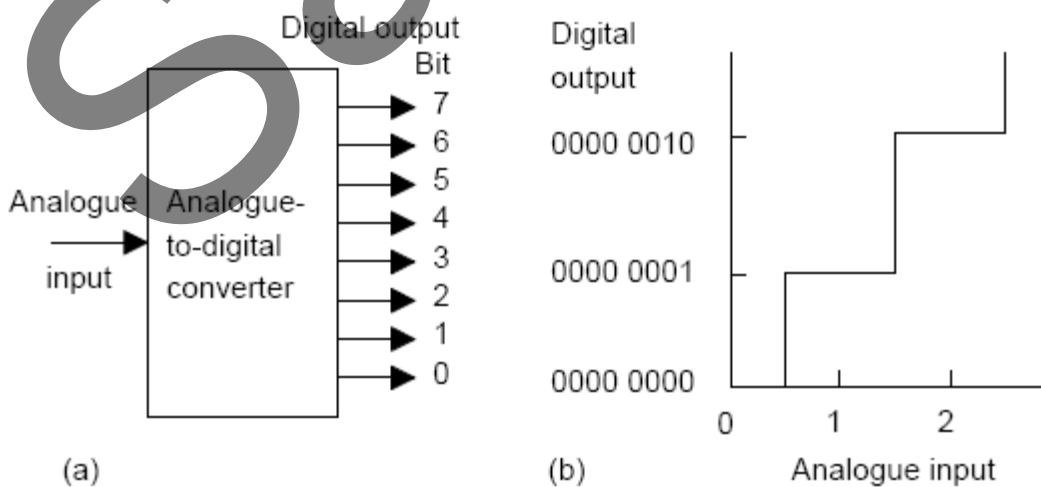 Digital output
Bit
7
6
5
4
3
2
1
0
Analogue
input
Analogue-
to-digital
converter
(a)
Digital
output
0000 0010
0000 0001
0000 0000
0
1
2
Analogue input
(b)